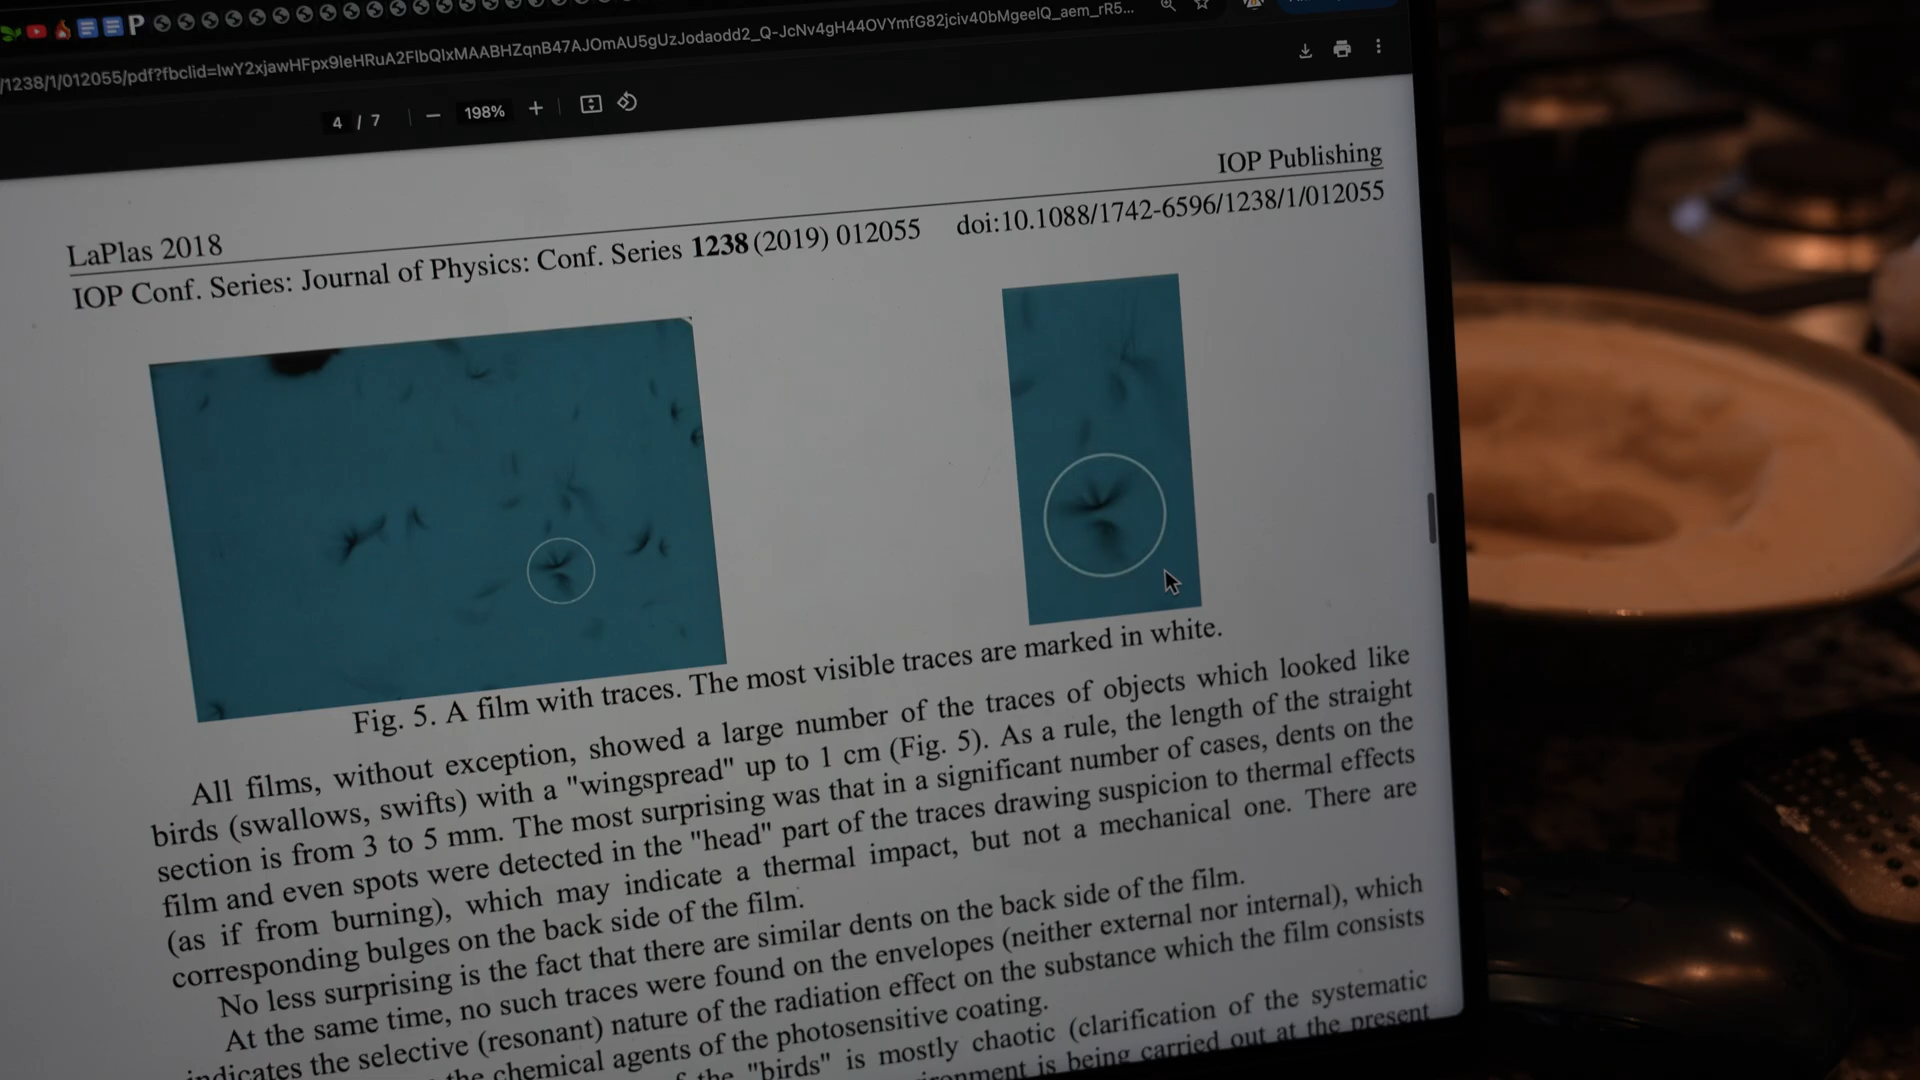 /1238/1/012055/pdf?fbclid=IwY2xjawHFpx9leHRuA2FlbQIxMAABHZqnB47AJOmAU5gUzJodaodd2_Q-JcNv4gH44OVYmfG82jciv40bMgeelQ_aem_rR5...
4 / 7 198%
IOP Publishing
LaPlas 2018
IOP Conf. Series: Journal of Physics: Conf. Series 1238 (2019) 012055 doi:10.1088/1742-6596/1238/1/012055
Fig. 5. A film with traces. The most visible traces are marked in white.
All films, without exception, showed a large number of the traces of objects which looked like
birds (swallows, swifts) with a "wingspread" up to 1 cm (Fig. 5). As a rule, the length of the straight
section is from 3 to 5 mm. The most surprising was that in a significant number of cases, dents on the
film and even spots were detected in the "head" part of the traces drawing suspicion to thermal effects
(as if from burning), which may indicate a thermal impact, but not a mechanical one. There are
corresponding bulges on the back side of the film.
No less surprising is the fact that there are similar dents on the back side of the film.
At the same time, no such traces were found on the envelopes (neither external nor internal), which
indicates the selective (resonant) nature of the radiation effect on the substance which the film consists
the chemical agents of the photosensitive coating.
the "birds" is mostly chaotic (clarification of the systematic
is being carried out at the present